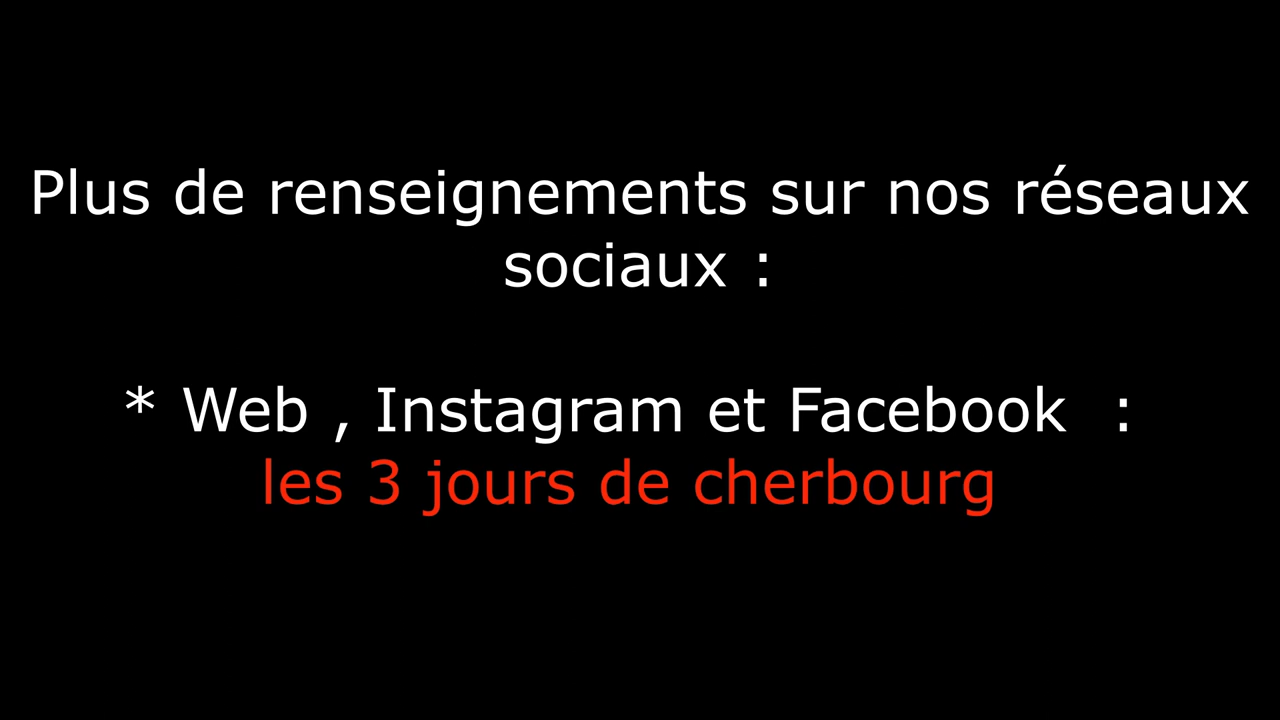 Plus de renseignements sur nos réseaux
sociaux :
* Web , Instagram et Facebook  :
les 3 jours de cherbourg